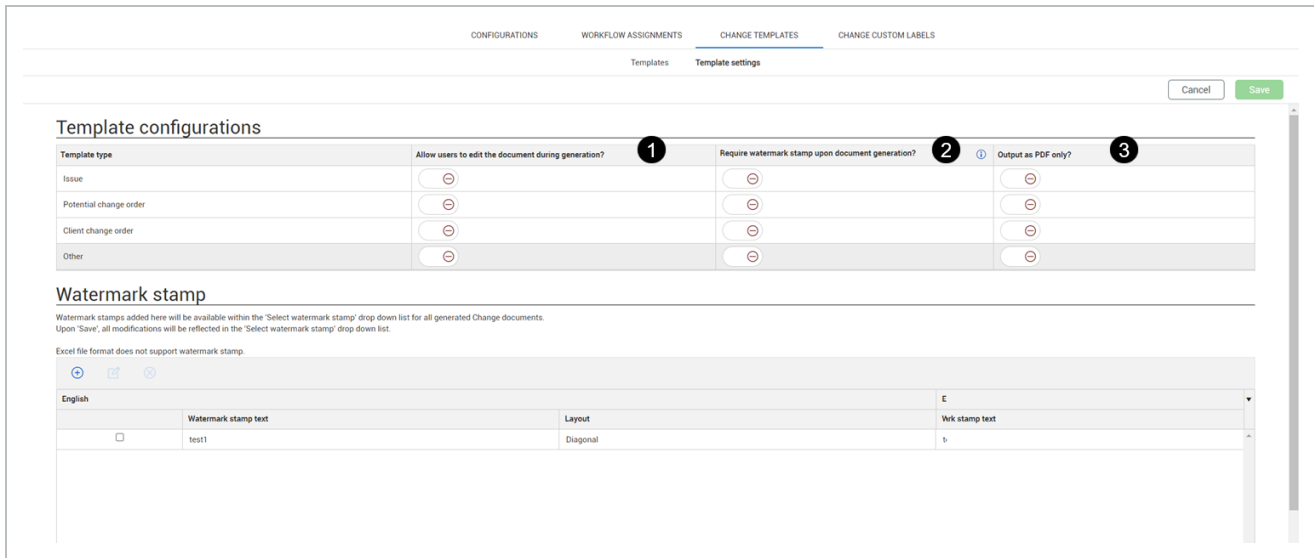 CONFIGURATIONS WORKFLOW ASSIGNMENTS CHANGE TEMPLATES CHANGE CUSTOM LABELS
Templates Template settings
Cancel Save
Template configurations
Template type Allow users to edit the document during generation? 1 Require watermark stamp upon document generation? 2 Output as PDF only? 3
Issue
Potential change order
Client change order
Other
Watermark stamp
Watermark stamps added here will be available within the 'Select watermark stamp' drop down list for all generated Change documents.
Upon 'Save', all modifications will be reflected in the 'Select watermark stamp' drop down list.
Excel file format does not support watermark stamp.
English E
Watermark stamp text Layout stamp text
test1 Diagonal